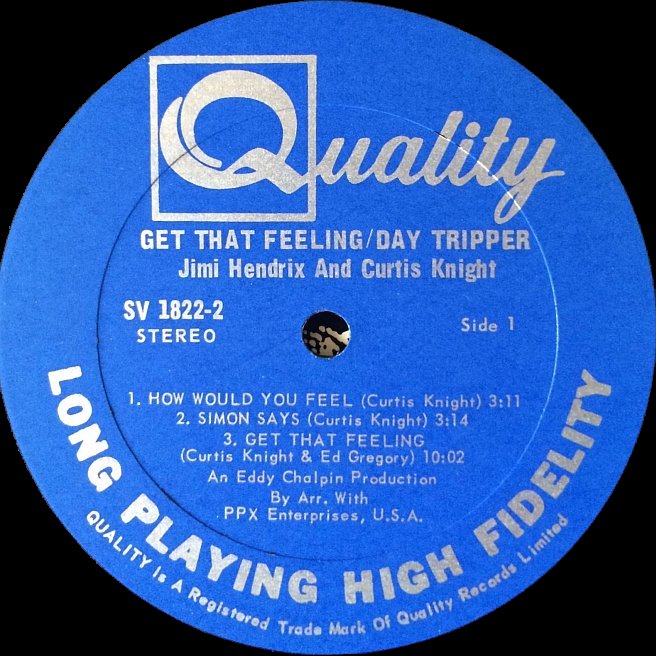 Quality
GET THAT FEELING/DAY TRIPPER
Jimi Hendrix And Curtis Knight
SV 1822-2
STEREO
Side 1
1. HOW WOULD YOU FEEL (Curtis Knight) 3:11
2. SIMON SAYS (Curtis Knight) 3:14
3. GET THAT FEELING
(Curtis Knight & Ed Gregory) 10:02
An Eddy Chalpin Production
By Arr. With
PPX Enterprises, U.S.A.
LONG PLAYING HIGH FIDELITY
QUALITY Is A Registered Trade Mark Of Quality Records Limited